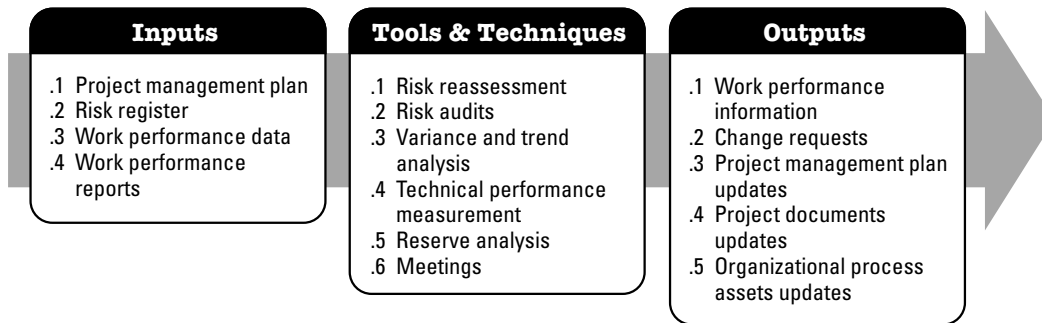 Inputs
.1 Project management plan
.2 Risk register
.3 Work performance data
.4 Work performance
reports
Tools & Techniques
.1 Risk reassessment
.2 Risk audits
.3 Variance and trend
analysis
.4 Technical performance
measurement
.5 Reserve analysis
.6 Meetings
Outputs
.1 Work performance
information
.2 Change requests
.3 Project management plan
updates
.4 Project documents
updates
.5 Organizational process
assets updates